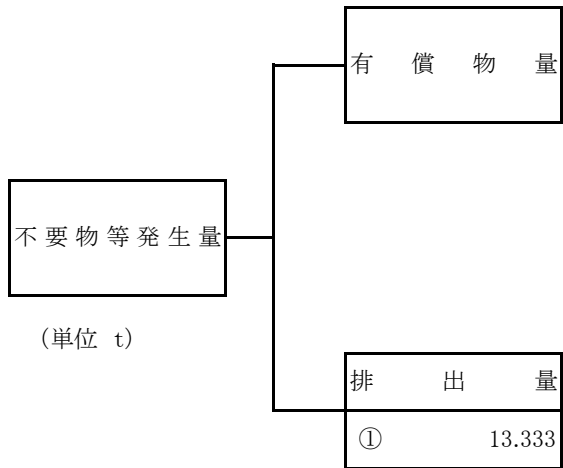 有償物量
不要物等発生量
(単位 t)
排出量
① 13.333